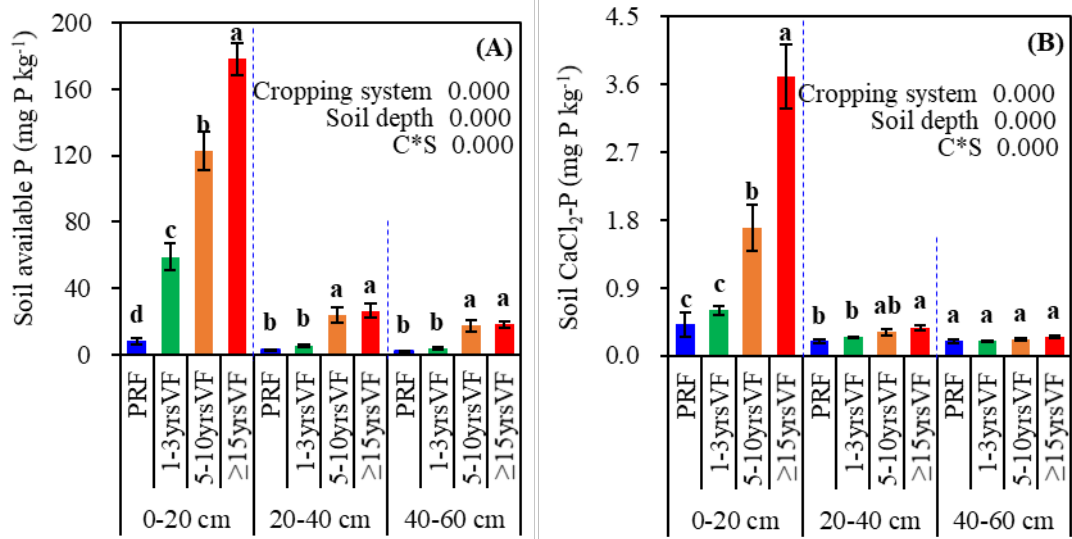 Soil available P (mg P kg⁻¹)
200
160
120
80
40
0
(A)
Cropping system 0.000
Soil depth 0.000
C*S 0.000
d
c
b
a
b
b
a
a
b
b
a
a
PRF
1-3yrsVF
5-10yrsVF
≥15yrsVF
PRF
1-3yrsVF
5-10yrsVF
≥15yrsVF
PRF
1-3yrsVF
5-10yrsVF
≥15yrsVF
0-20 cm
20-40 cm
40-60 cm
Soil CaCl₂-P (mg P kg⁻¹)
4.5
3.6
2.7
1.8
0.9
0.0
(B)
Cropping system 0.000
Soil depth 0.000
C*S 0.000
c
c
b
a
b
b
ab
a
a
a
a
a
PRF
1-3yrsVF
5-10yrsVF
≥15yrsVF
PRF
1-3yrsVF
5-10yrsVF
≥15yrsVF
PRF
1-3yrsVF
5-10yrsVF
≥15yrsVF
0-20 cm
20-40 cm
40-60 cm